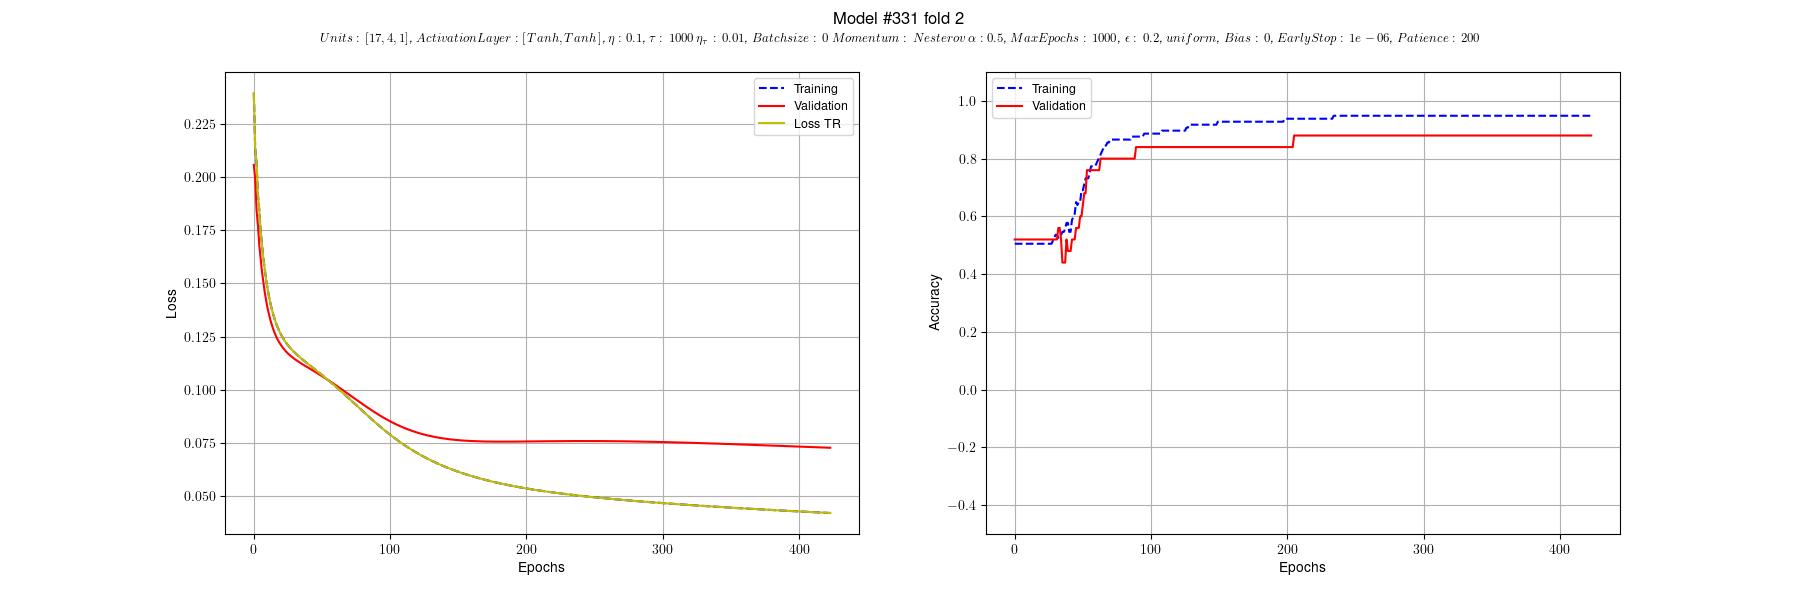 Model #331 fold 2
Units : [17, 4, 1], ActivationLayer : [Tanh, Tanh], η : 0.1, τ : 1000 η_τ : 0.01, Batchsize : 0 Momentum : Nesterov α : 0.5, MaxEpochs : 1000, ϵ : 0.2, uniform, Bias : 0, EarlyStop : 1e − 06, Patience : 200
Training
Validation
Loss TR
0.225
0.200
0.175
0.150
0.125
0.100
0.075
0.050
Loss
0 100 200 300 400
Epochs
Training
Validation
1.0
0.8
0.6
0.4
0.2
0.0
−0.2
−0.4
Accuracy
0 100 200 300 400
Epochs